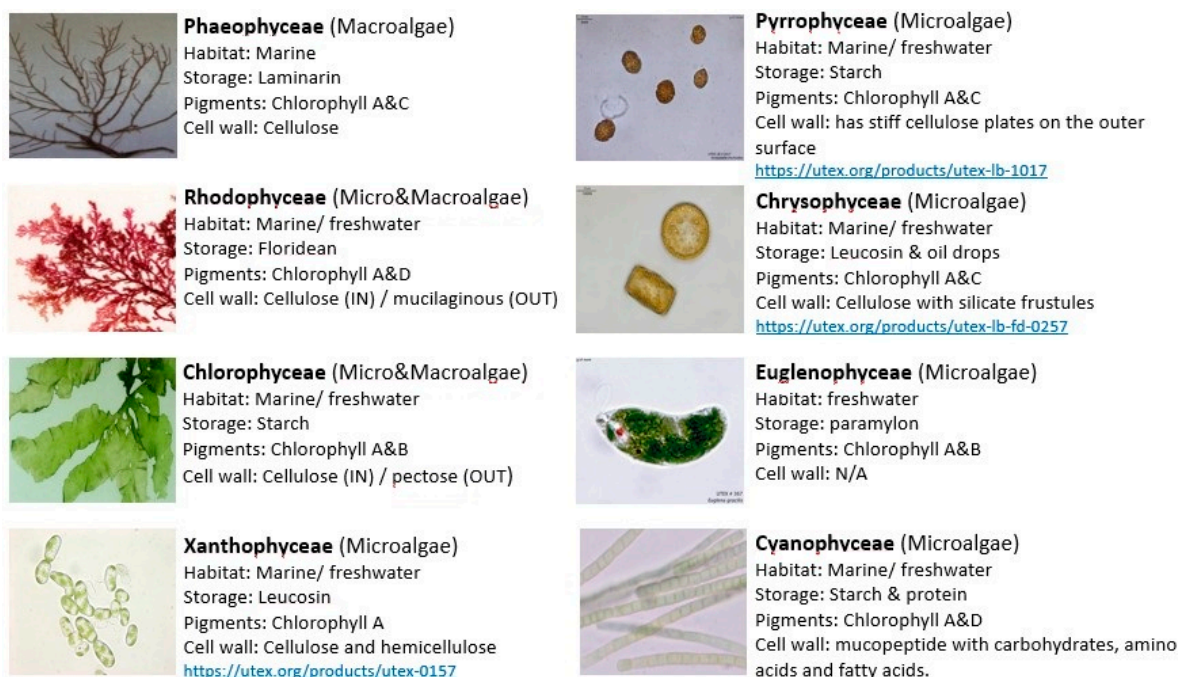 Phaeophyceae (Macroalgae)
Habitat: Marine
Storage: Laminarin
Pigments: Chlorophyll A&C
Cell wall: Cellulose
Rhodophyceae (Micro&Macroalgae)
Habitat: Marine/ freshwater
Storage: Floridean
Pigments: Chlorophyll A&D
Cell wall: Cellulose (IN) / mucilaginous (OUT)
Chlorophyceae (Micro&Macroalgae)
Habitat: Marine/ freshwater
Storage: Starch
Pigments: Chlorophyll A&B
Cell wall: Cellulose (IN) / pectose (OUT)
Xanthophyceae (Microalgae)
Habitat: Marine/ freshwater
Storage: Leucosin
Pigments: Chlorophyll A
Cell wall: Cellulose and hemicellulose
https://utex.org/products/utex-0157
Pyrrophyceae (Microalgae)
Habitat: Marine/ freshwater
Storage: Starch
Pigments: Chlorophyll A&C
Cell wall: has stiff cellulose plates on the outer
surface
https://utex.org/products/utex-lb-1017
Chrysophyceae (Microalgae)
Habitat: Marine/ freshwater
Storage: Leucosin & oil drops
Pigments: Chlorophyll A&C
Cell wall: Cellulose with silicate frustules
https://utex.org/products/utex-lb-fd-0257
Euglenophyceae (Microalgae)
Habitat: freshwater
Storage: paramylon
Pigments: Chlorophyll A&B
Cell wall: N/A
UTEX # 367
Euglena gracilis
Cyanophyceae (Microalgae)
Habitat: Marine/ freshwater
Storage: Starch & protein
Pigments: Chlorophyll A&D
Cell wall: mucopeptide with carbohydrates, amino
acids and fatty acids.